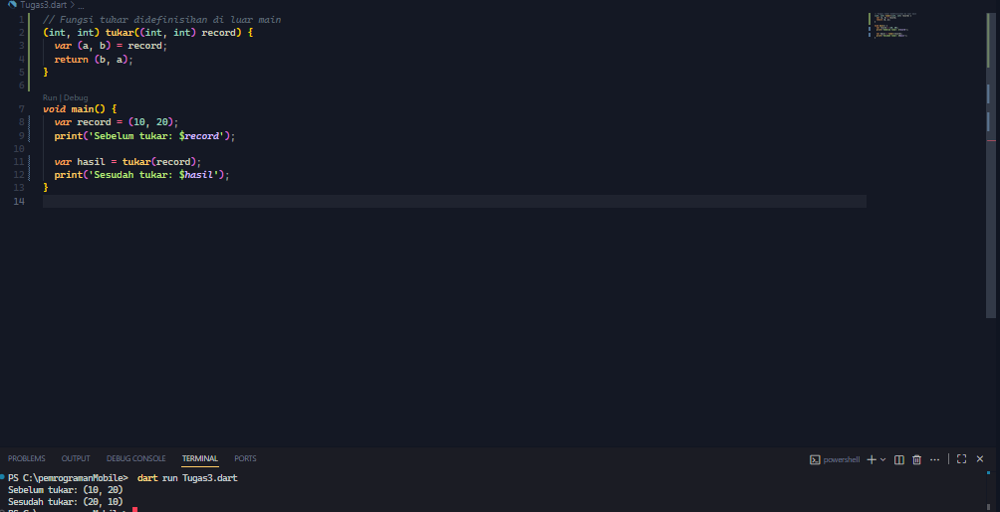 Tugas3.dart > ...
1 // Fungsi tukar didefinisikan di luar main
2 (int, int) tukar((int, int) record) {
3 var (a, b) = record;
4 return (b, a);
5 }
6
Run | Debug
7 void main() {
8 var record = (10, 20);
9 print('Sebelum tukar: $record');
10
11 var hasil = tukar(record);
12 print('Sesudah tukar: $hasil');
13 }
14
PROBLEMS OUTPUT DEBUG CONSOLE TERMINAL PORTS powershell
PS C:\pemrogramanMobile> dart run Tugas3.dart
Sebelum tukar: (10, 20)
Sesudah tukar: (20, 10)